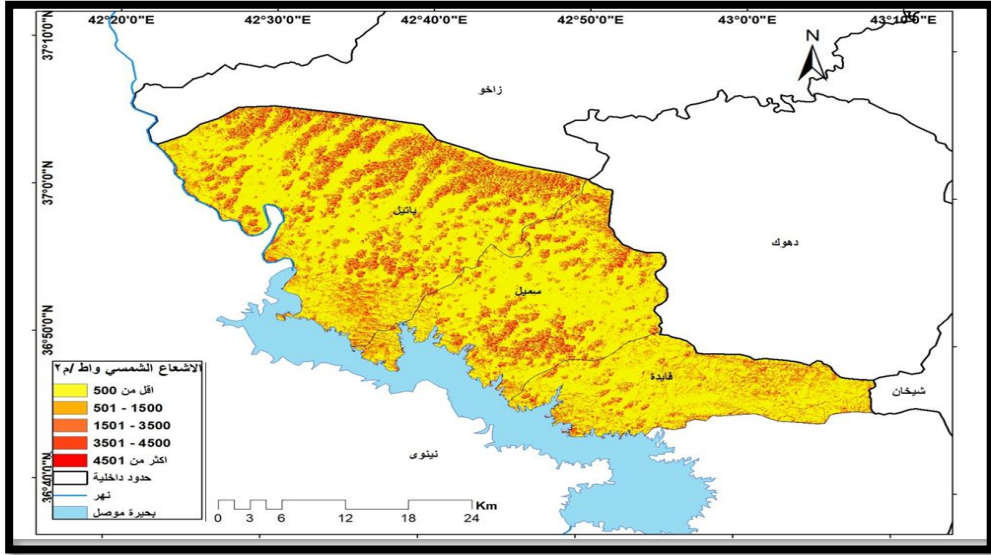 42°20'0"E 42°30'0"E 42°40'0"E 42°50'0"E 43°0'0"E 43°10'0"E
37°10'0"N
37°0'0"N
36°50'0"N
36°40'0"N
N
زاخو
باتيل
دهوك
سميل
فايدة
شيخان
نينوى
الاشعاع الشمسي واط /م٢
اقل من 500
501 - 1500
1501 - 3500
3501 - 4500
اكثر من 4501
حدود داخلية
نهر
بحيرة موصل
Km
0 3 6 12 18 24